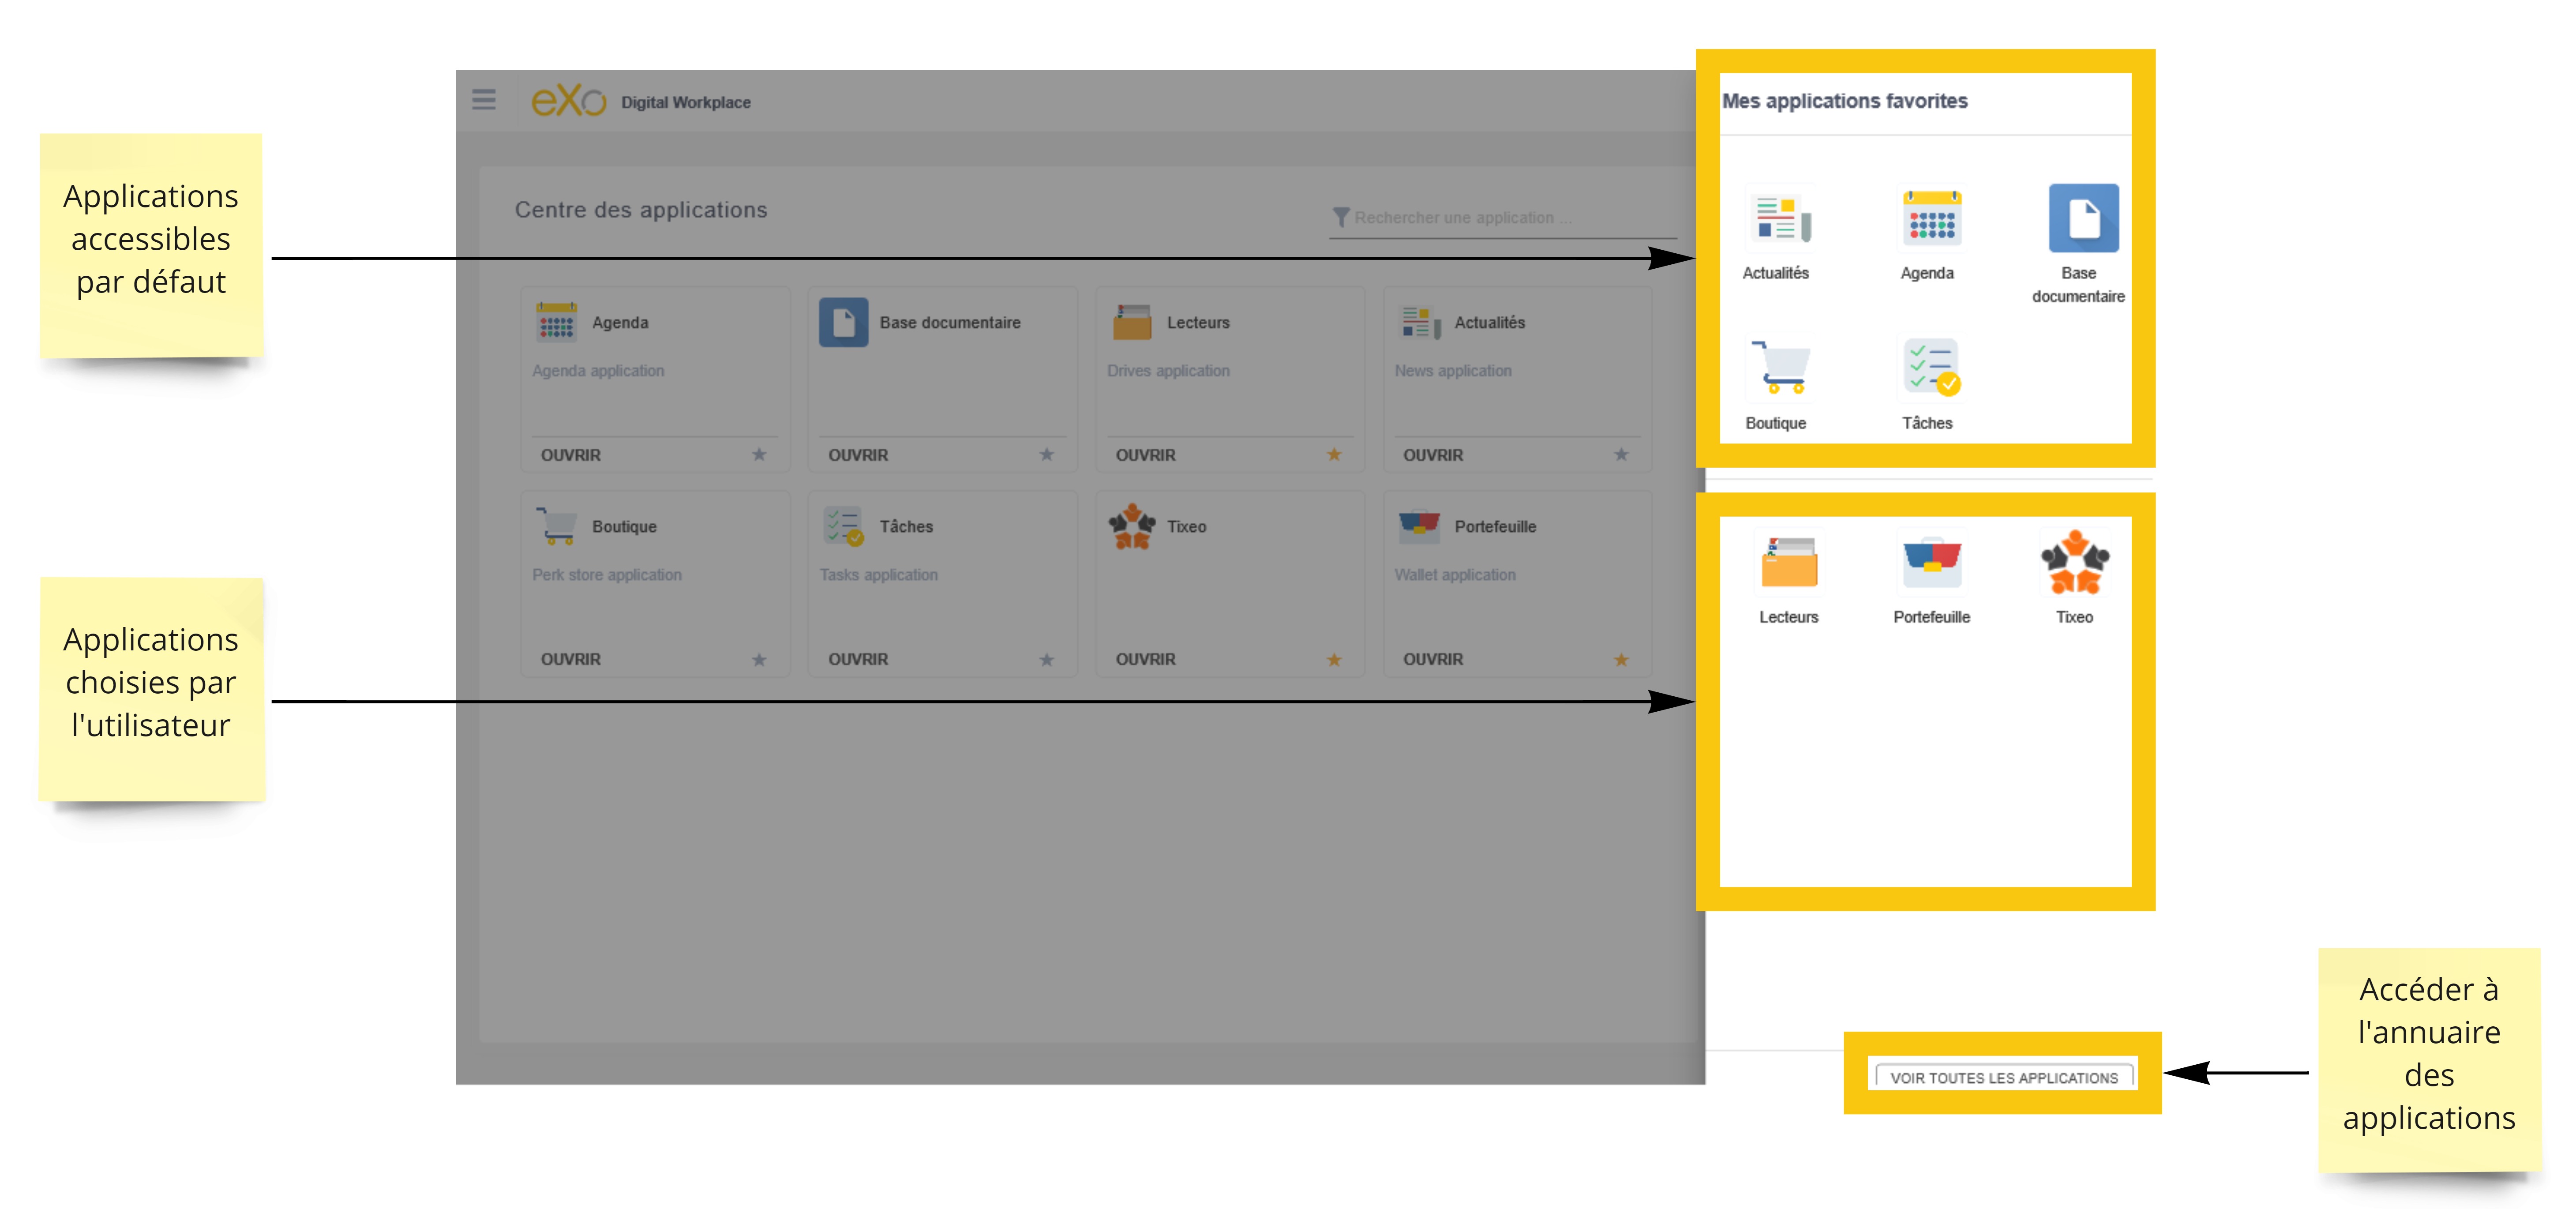 Applications
accessibles
par défaut
Applications
choisies par
l'utilisateur
eXo Digital Workplace
Centre des applications
Rechercher une application ...
Agenda
Agenda application
OUVRIR
Base documentaire
OUVRIR
Lecteurs
Drives application
OUVRIR
Actualités
News application
OUVRIR
Boutique
Perk store application
OUVRIR
Tâches
Tasks application
OUVRIR
Tixeo
OUVRIR
Portefeuille
Wallet application
OUVRIR
Mes applications favorites
Actualités
Agenda
Base
documentaire
Boutique
Tâches
Lecteurs
Portefeuille
Tixeo
VOIR TOUTES LES APPLICATIONS
Accéder à
l'annuaire
des
applications